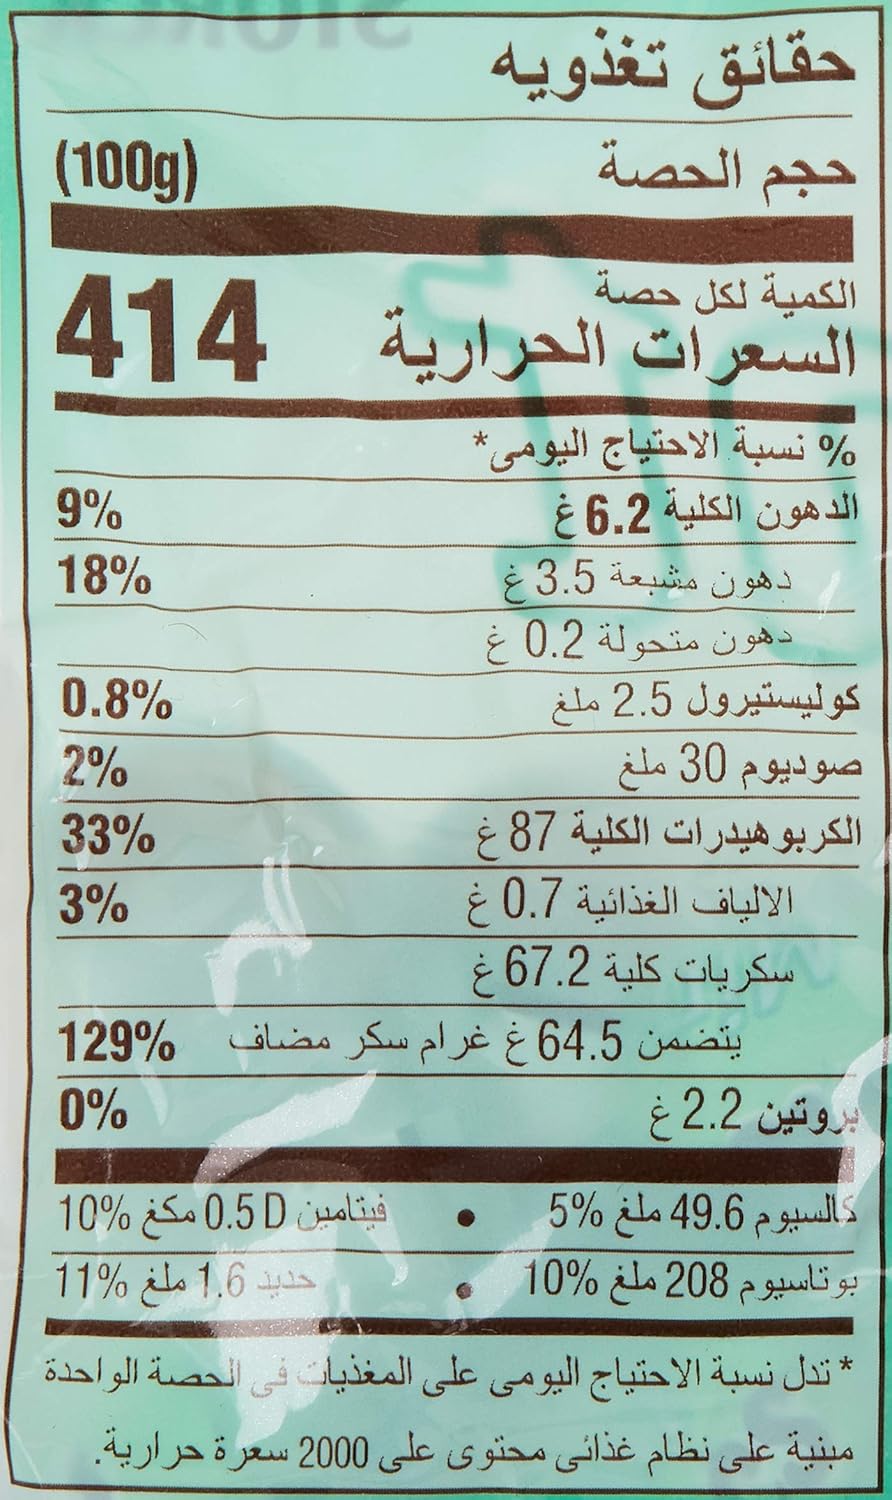 حقائق تغذويه
حجم الحصة (100g)
الكمية لكل حصة
السعرات الحرارية 414
% نسبة الاحتياج اليومى*
الدهون الكلية 6.2 غ 9%
دهون مشبعة 3.5 غ 18%
دهون متحولة 0.2 غ
كوليستيرول 2.5 ملغ 0.8%
صوديوم 30 ملغ 2%
الكربوهيدرات الكلية 87 غ 33%
الالياف الغذائية 0.7 غ 3%
سكريات كلية 67.2 غ
يتضمن 64.5 غ غرام سكر مضاف 129%
بروتين 2.2 غ 0%
كالسيوم 49.6 ملغ 5% • فيتامين D 0.5 مكغ 10%
بوتاسيوم 208 ملغ 10% • حديد 1.6 ملغ 11%
* تدل نسبة الاحتياج اليومى على المغذيات فى الحصة الواحدة
مبنية على نظام غذائى محتوى على 2000 سعرة حرارية.